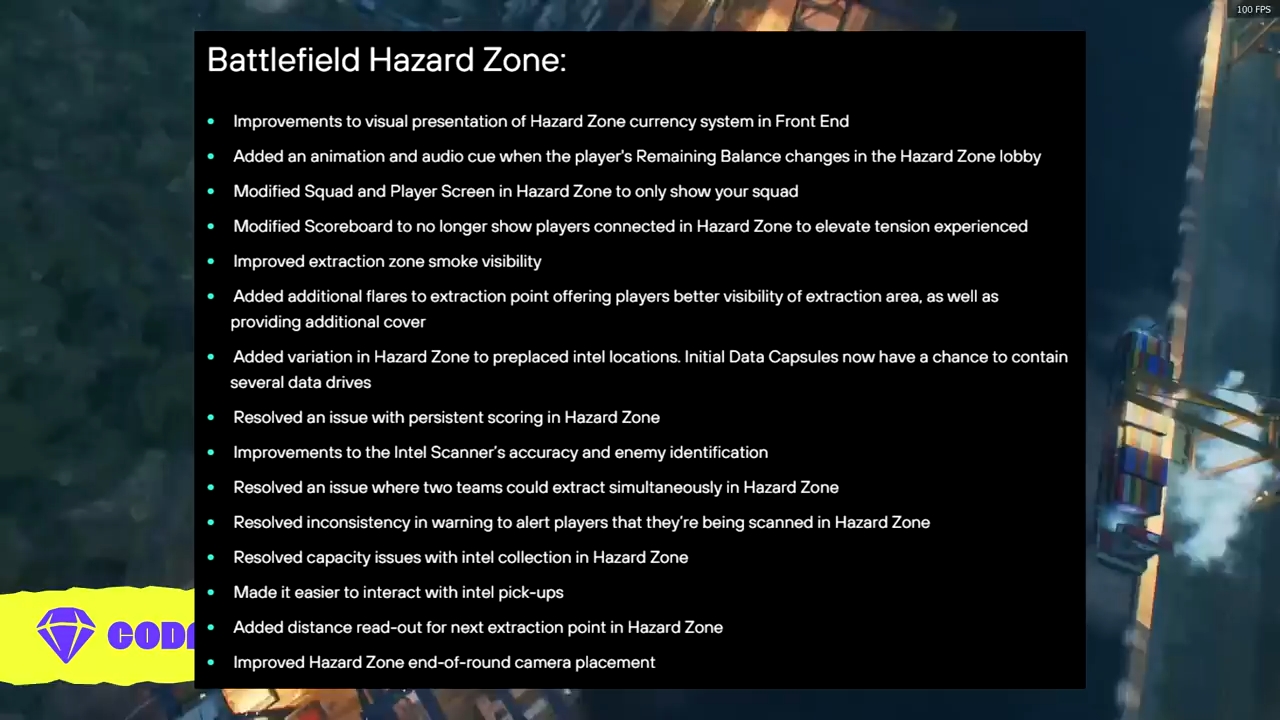 100 FPS
Battlefield Hazard Zone:
• Improvements to visual presentation of Hazard Zone currency system in Front End
• Added an animation and audio cue when the player's Remaining Balance changes in the Hazard Zone lobby
• Modified Squad and Player Screen in Hazard Zone to only show your squad
• Modified Scoreboard to no longer show players connected in Hazard Zone to elevate tension experienced
• Improved extraction zone smoke visibility
• Added additional flares to extraction point offering players better visibility of extraction area, as well as
providing additional cover
• Added variation in Hazard Zone to preplaced intel locations. Initial Data Capsules now have a chance to contain
several data drives
• Resolved an issue with persistent scoring in Hazard Zone
• Improvements to the Intel Scanner’s accuracy and enemy identification
• Resolved an issue where two teams could extract simultaneously in Hazard Zone
• Resolved inconsistency in warning to alert players that they’re being scanned in Hazard Zone
• Resolved capacity issues with intel collection in Hazard Zone
• Made it easier to interact with intel pick-ups
• Added distance read-out for next extraction point in Hazard Zone
• Improved Hazard Zone end-of-round camera placement